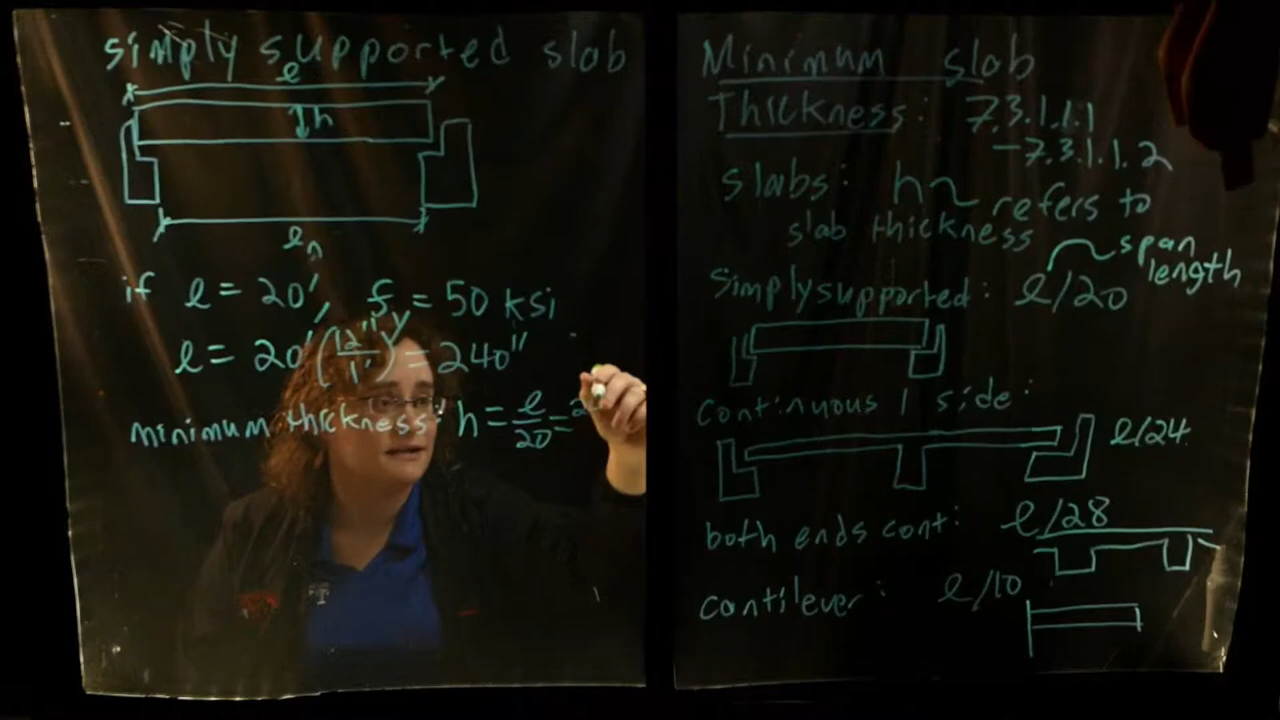 simply supported slab
ℓ
h
ℓn
if ℓ = 20', fy = 50 ksi
ℓ = 20' (12"/1') = 240"
minimum thickness: h = ℓ/20 = 2
Minimum slab
Thickness: 7.3.1.1.1
-7.3.1.1.2
slabs: h ~ refers to
slab thickness
span
length
Simply supported: ℓ/20
Continuous 1 side:
ℓ/24
both ends cont: ℓ/28
cantilever: ℓ/10
T